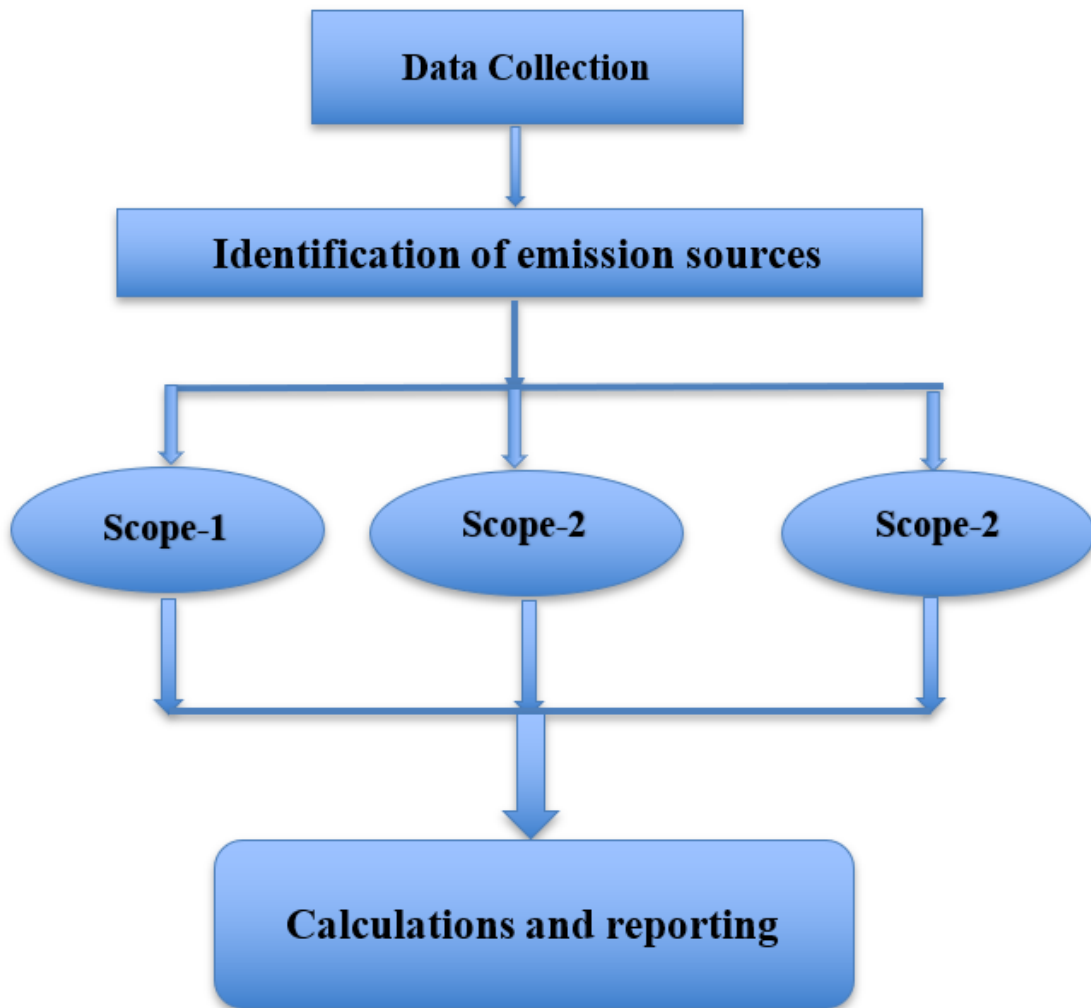 Data Collection
Identification of emission sources
Scope-1
Scope-2
Scope-2
Calculations and reporting